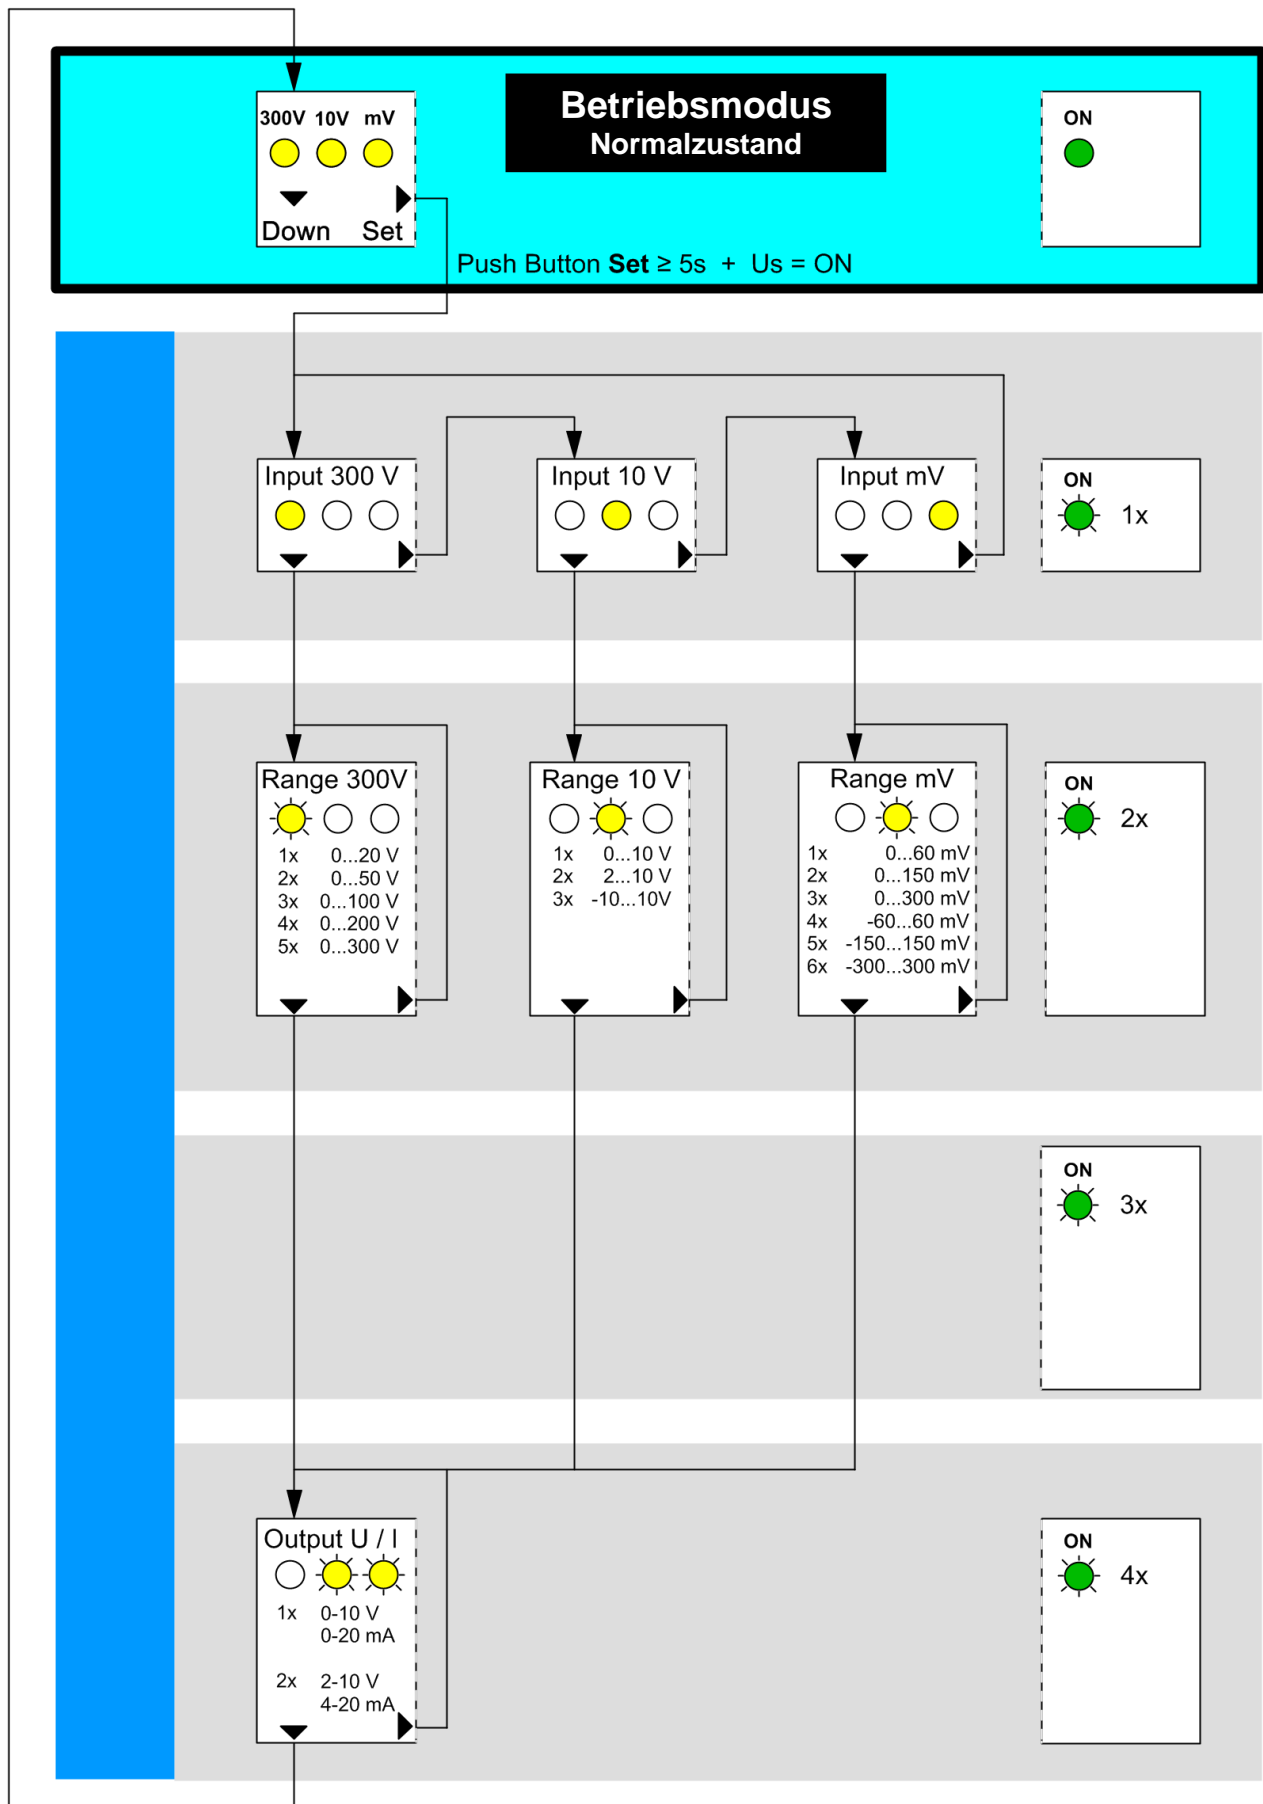 Betriebsmodus
Normalzustand
300V 10V mV
ON
Down Set
Push Button Set ≥ 5s + Us = ON
Input 300 V
Input 10 V
Input mV
ON
1x
Range 300V
1x 0...20 V
2x 0...50 V
3x 0...100 V
4x 0...200 V
5x 0...300 V
Range 10 V
1x 0...10 V
2x 2...10 V
3x -10...10V
Range mV
1x 0...60 mV
2x 0...150 mV
3x 0...300 mV
4x -60...60 mV
5x -150...150 mV
6x -300...300 mV
ON
2x
ON
3x
Output U / I
1x 0-10 V
0-20 mA
2x 2-10 V
4-20 mA
ON
4x